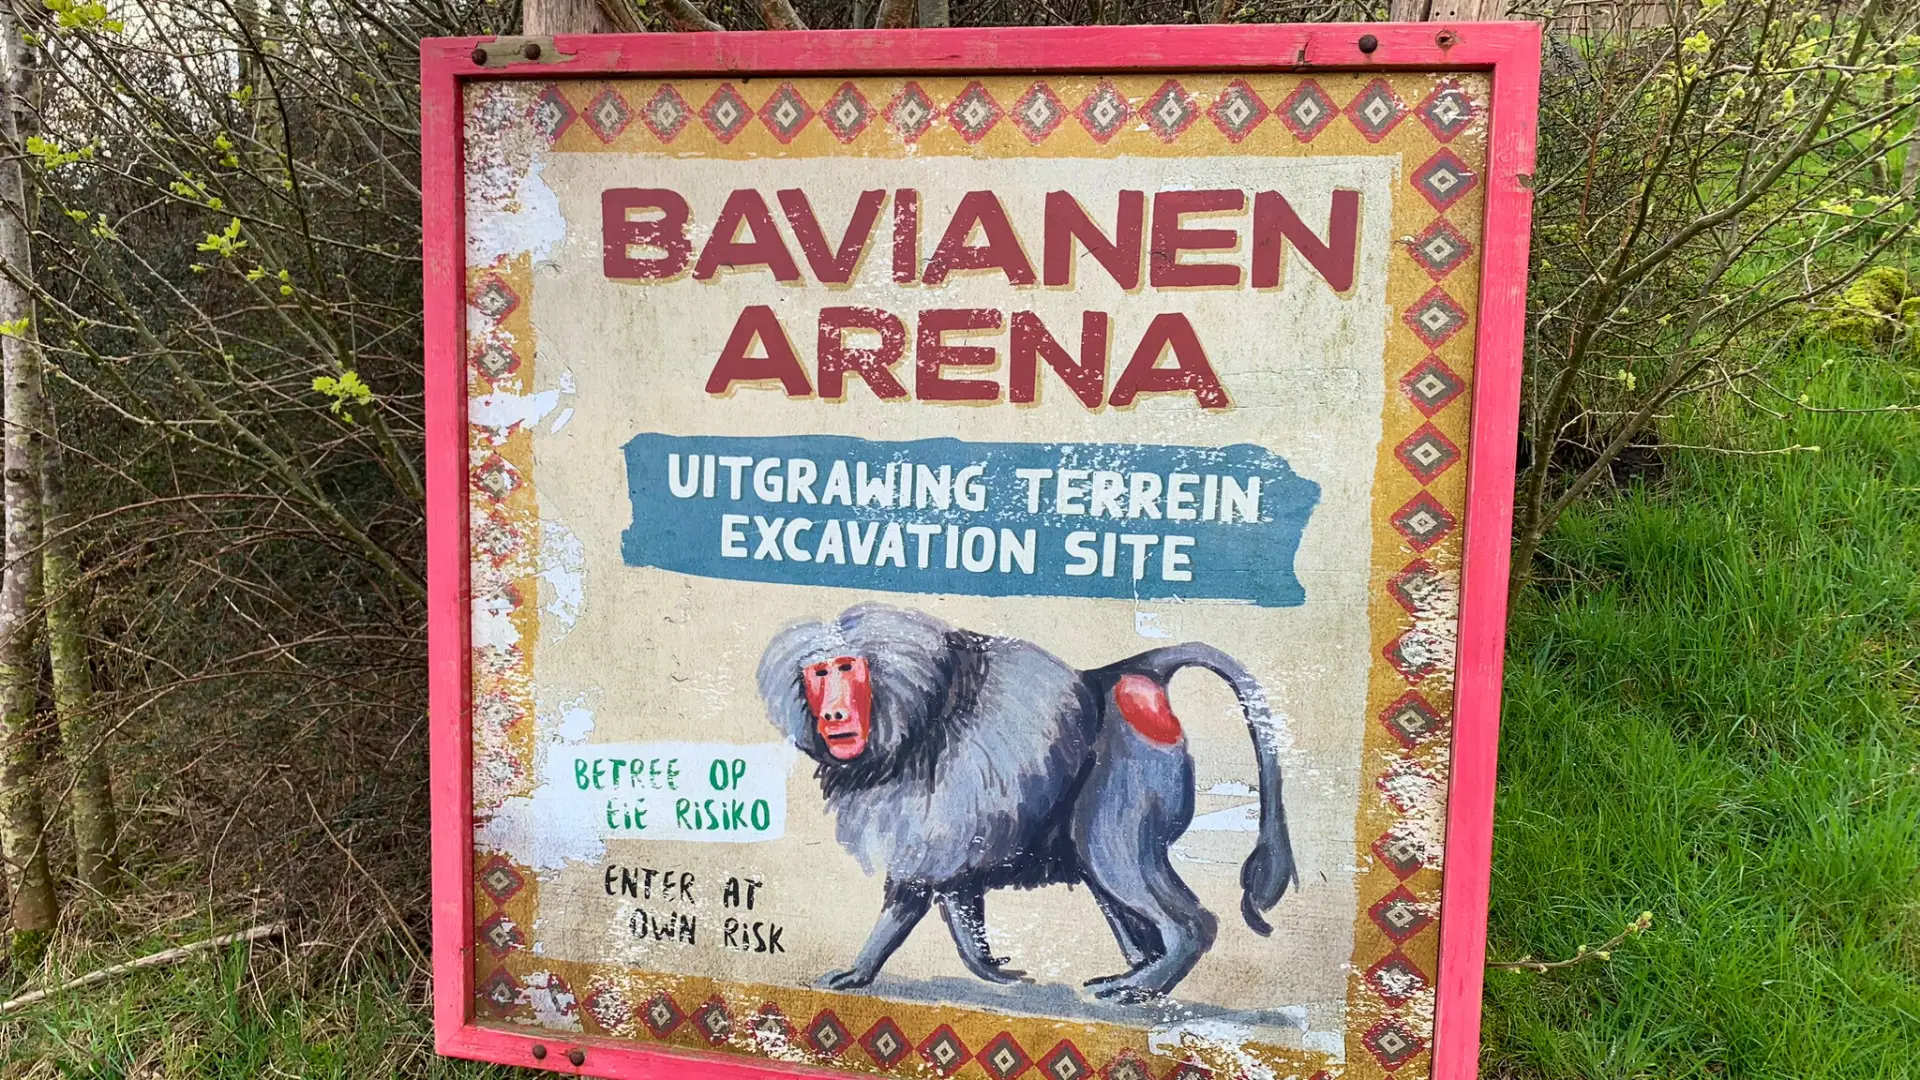 BAVIANEN
ARENA
UITGRAWING TERREIN
EXCAVATION SITE
BETREE OP
EIE RISIKO
ENTER AT
OWN RISK